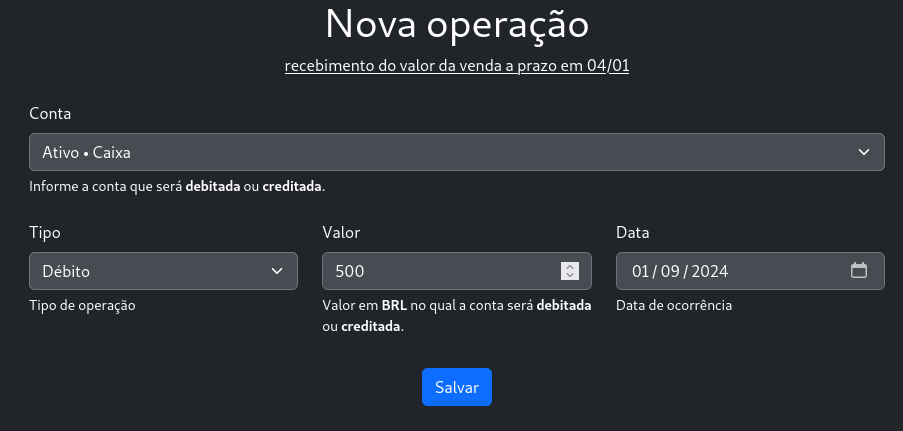 Nova operação
recebimento do valor da venda a prazo em 04/01
Conta
Ativo • Caixa
Informe a conta que será debitada ou creditada.
Tipo
Débito
Tipo de operação
Valor
500
Valor em BRL no qual a conta será debitada
ou creditada.
Data
01 / 09 / 2024
Data de ocorrência
Salvar